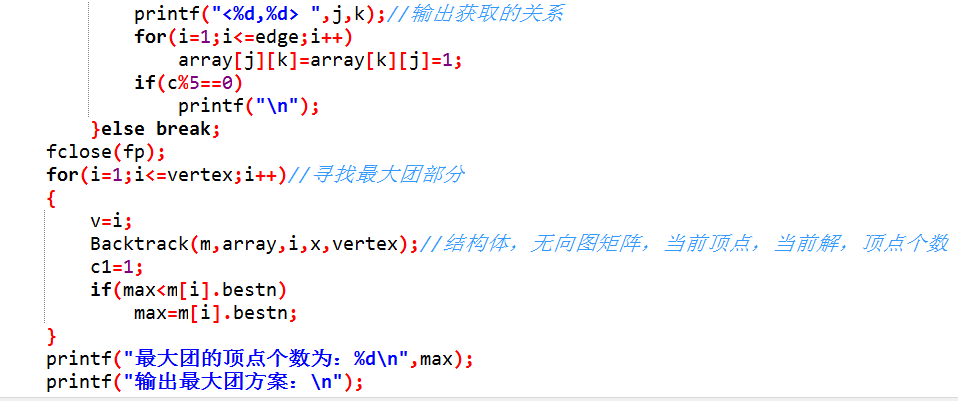 printf("<%d,%d> ",j,k);//输出获取的关系
for(i=1;i<=edge;i++)
array[j][k]=array[k][j]=1;
if(c%5==0)
printf("\n");
}else break;
fclose(fp);
for(i=1;i<=vertex;i++)//寻找最大团部分
{
v=i;
Backtrack(m,array,i,x,vertex);//结构体，无向图矩阵，当前顶点，当前解，顶点个数
c1=1;
if(max<m[i].bestn)
max=m[i].bestn;
}
printf("最大团的顶点个数为：%d\n",max);
printf("输出最大团方案：\n");